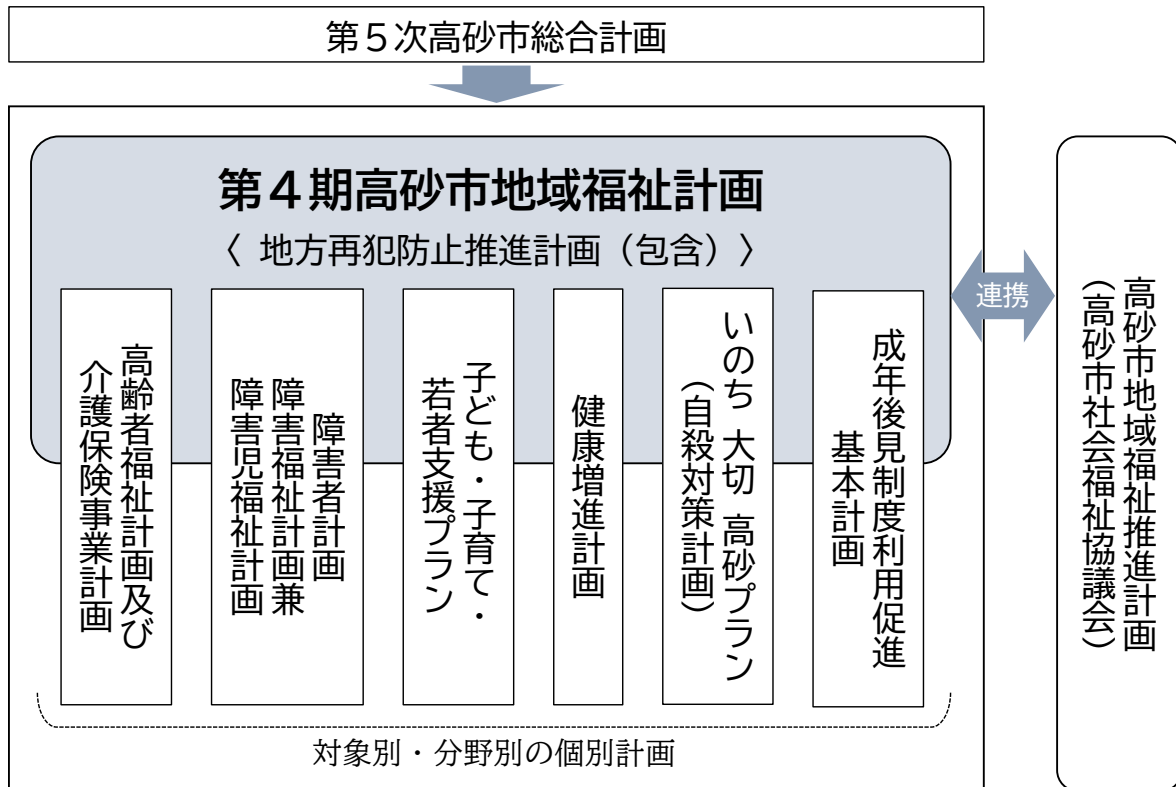 第５次高砂市総合計画
第４期高砂市地域福祉計画
〈 地方再犯防止推進計画（包含）〉
高齢者福祉計画及び
介護保険事業計画
障害者計画
障害福祉計画兼
障害児福祉計画
子ども・子育て・
若者支援プラン
健康増進計画
いのち 大切 高砂プラン
（自殺対策計画）
成年後見制度利用促進
基本計画
対象別・分野別の個別計画
連携
高砂市地域福祉推進計画
（高砂市社会福祉協議会）